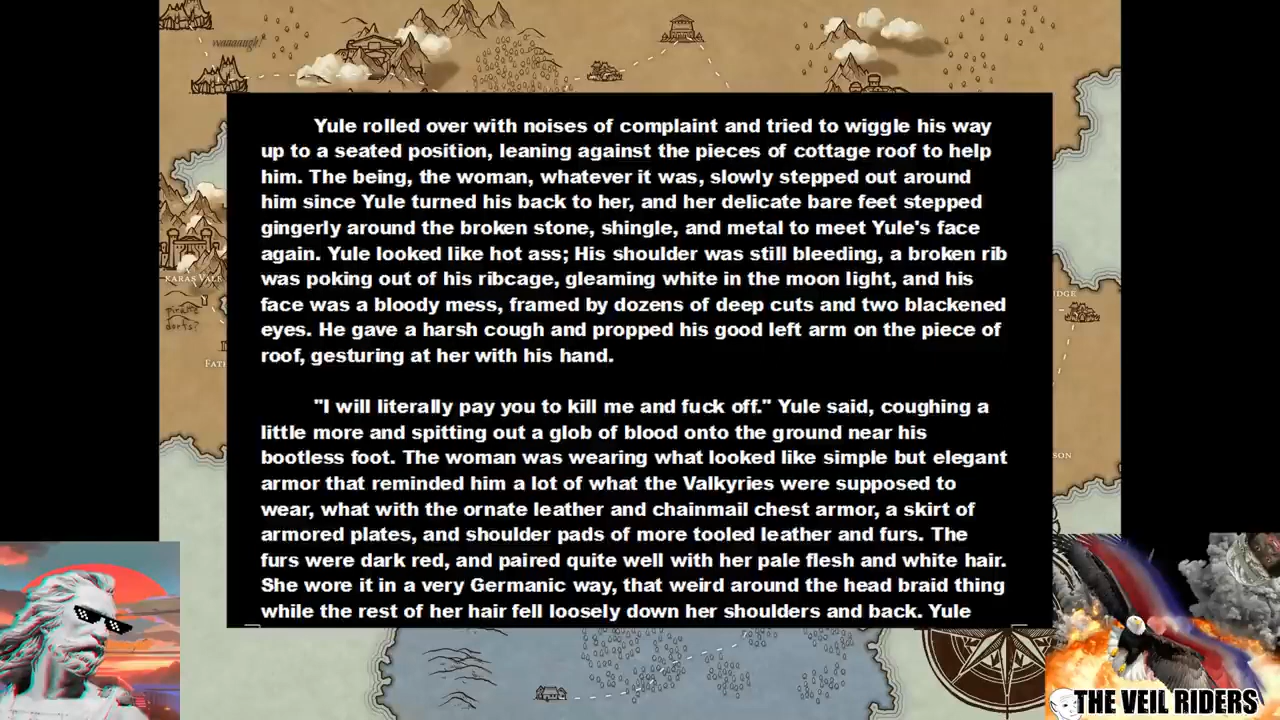 waaaaugh!
Yule rolled over with noises of complaint and tried to wiggle his way
up to a seated position, leaning against the pieces of cottage roof to help
him. The being, the woman, whatever it was, slowly stepped out around
him since Yule turned his back to her, and her delicate bare feet stepped
gingerly around the broken stone, shingle, and metal to meet Yule's face
again. Yule looked like hot ass; His shoulder was still bleeding, a broken rib
was poking out of his ribcage, gleaming white in the moon light, and his
face was a bloody mess, framed by dozens of deep cuts and two blackened
eyes. He gave a harsh cough and propped his good left arm on the piece of
roof, gesturing at her with his hand.
"I will literally pay you to kill me and fuck off." Yule said, coughing a
little more and spitting out a glob of blood onto the ground near his
bootless foot. The woman was wearing what looked like simple but elegant
armor that reminded him a lot of what the Valkyries were supposed to
wear, what with the ornate leather and chainmail chest armor, a skirt of
armored plates, and shoulder pads of more tooled leather and furs. The
furs were dark red, and paired quite well with her pale flesh and white hair.
She wore it in a very Germanic way, that weird around the head braid thing
while the rest of her hair fell loosely down her shoulders and back. Yule
KARAS VALE
pirate
dorfs?
FATH
DGE
SON
THE VEIL RIDERS